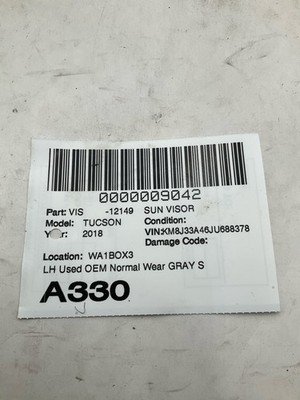 0000009042
Part: VIS -12149 SUN VISOR
Model: TUCSON Condition:
Year: 2018 VIN:KM8J33A46JU688378
Damage Code:
Location: WA1BOX3
LH Used OEM Normal Wear GRAY S
A330